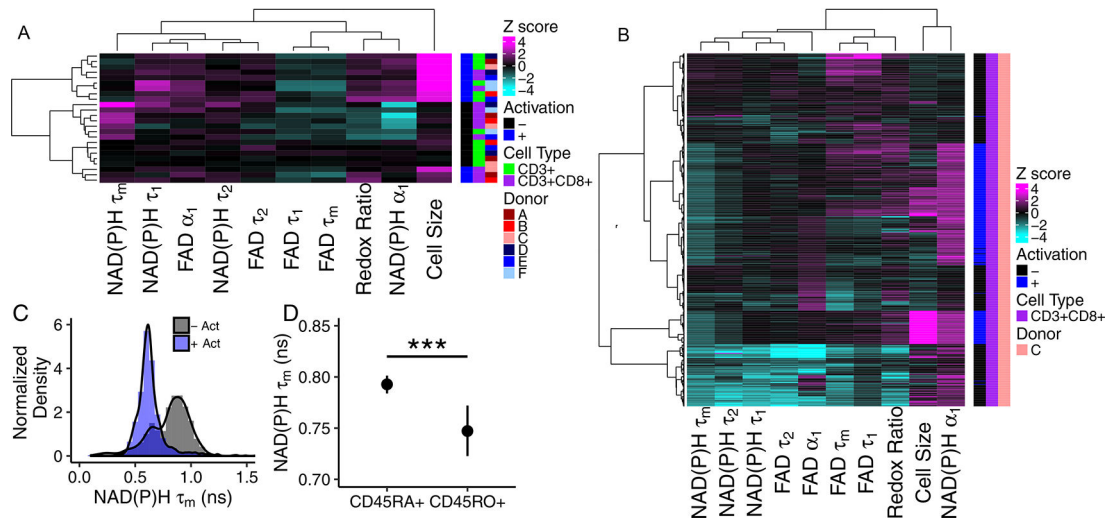 A
Z score
4
2
0
−2
−4
Activation
−
+
Cell Type
CD3+
CD3+CD8+
Donor
A
B
C
D
E
F
NAD(P)H τm
NAD(P)H τ1
FAD α1
NAD(P)H τ2
FAD τ2
FAD τ1
FAD τm
Redox Ratio
NAD(P)H α1
Cell Size
B
Z score
4
2
0
−2
−4
Activation
−
+
Cell Type
CD3+CD8+
Donor
C
NAD(P)H τm
NAD(P)H τ2
NAD(P)H τ1
FAD τ2
FAD α1
FAD τm
FAD τ1
Redox Ratio
Cell Size
NAD(P)H α1
C
Normalized
Density
6
4
2
0
− Act
+ Act
0.0
0.5
1.0
1.5
NAD(P)H τm (ns)
D
NAD(P)H τm (ns)
0.85
0.80
0.75
0.70
***
CD45RA+ CD45RO+